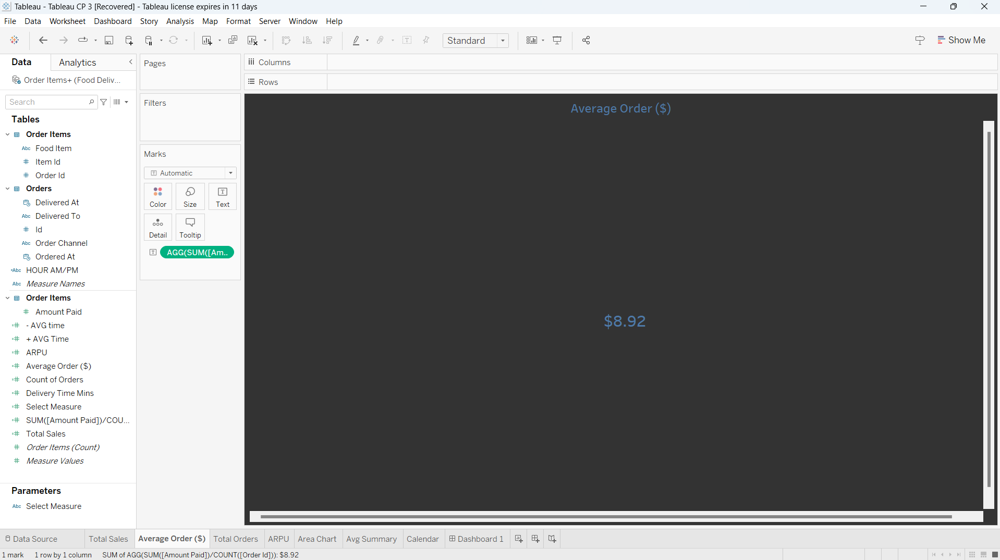 Tableau - Tableau CP 3 [Recovered] - Tableau license expires in 11 days
File Data Worksheet Dashboard Story Analysis Map Format Server Window Help
Standard
Show Me
Data
Analytics
Order Items+ (Food Deliv...
Search
Tables
Order Items
Abc Food Item
# Item Id
# Order Id
Orders
Delivered At
Abc Delivered To
# Id
Abc Order Channel
Ordered At
=Abc HOUR AM/PM
Abc Measure Names
Order Items
# Amount Paid
=# - AVG time
=# + AVG Time
=# ARPU
=# Average Order ($)
=# Count of Orders
=# Delivery Time Mins
=# Select Measure
=# SUM([Amount Paid])/COU...
=# Total Sales
# Order Items (Count)
# Measure Values
Parameters
Abc Select Measure
Pages
Filters
Marks
T Automatic
Color
Size
T Text
Detail
Tooltip
T AGG(SUM([Am..
Columns
Rows
Average Order ($)
$8.92
Data Source
Total Sales
Average Order ($)
Total Orders
ARPU
Area Chart
Avg Summary
Calendar
Dashboard 1
1 mark 1 row by 1 column SUM of AGG(SUM([Amount Paid])/COUNT([Order Id])): $8.92